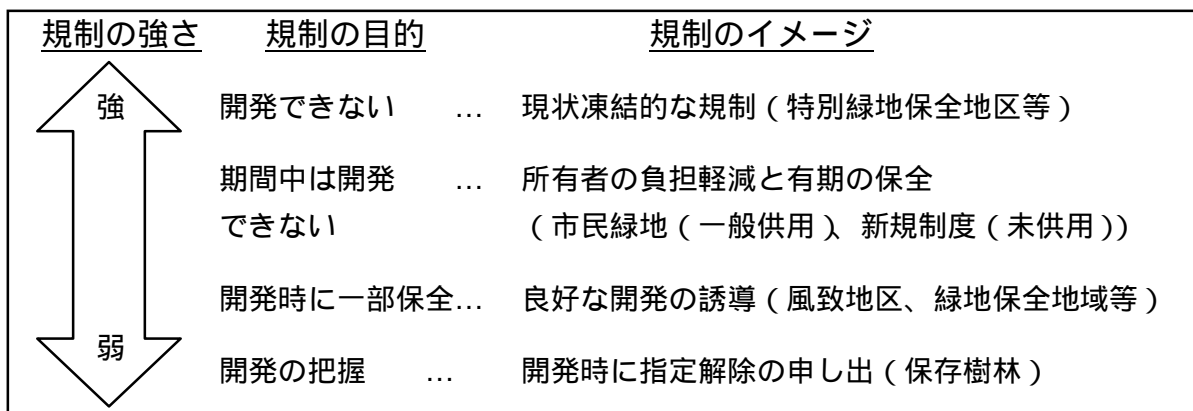 規制の強さ 規制の目的 規制のイメージ
強 開発できない … 現状凍結的な規制（特別緑地保全地区等）
期間中は開発 … 所有者の負担軽減と有期の保全
できない （市民緑地（一般供用）、新規制度（未供用））
開発時に一部保全… 良好な開発の誘導（風致地区、緑地保全地域等）
弱
開発の把握 … 開発時に指定解除の申し出（保存樹林）